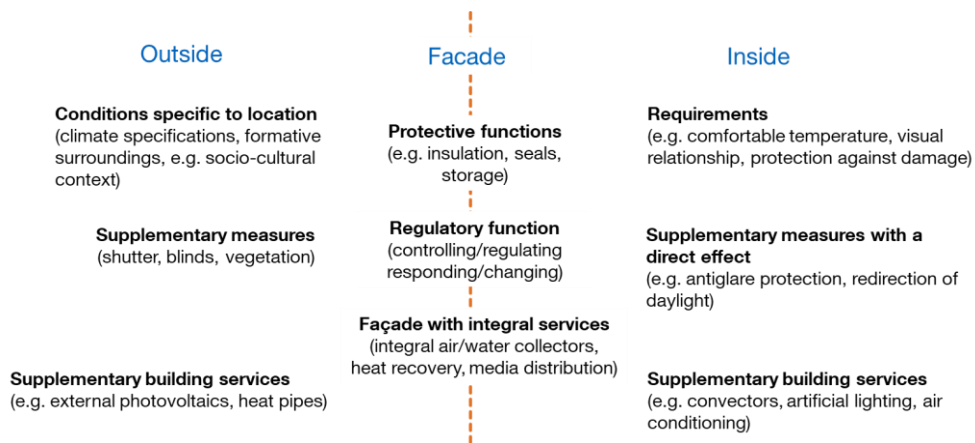 Outside
Facade
Inside
Conditions specific to location
(climate specifications, formative
surroundings, e.g. socio-cultural
context)
Protective functions
(e.g. insulation, seals,
storage)
Requirements
(e.g. comfortable temperature, visual
relationship, protection against damage)
Supplementary measures
(shutter, blinds, vegetation)
Regulatory function
(controlling/regulating
responding/changing)
Supplementary measures with a
direct effect
(e.g. antiglare protection, redirection of
daylight)
Façade with integral services
(integral air/water collectors,
heat recovery, media distribution)
Supplementary building services
(e.g. external photovoltaics, heat pipes)
Supplementary building services
(e.g. convectors, artificial lighting, air
conditioning)